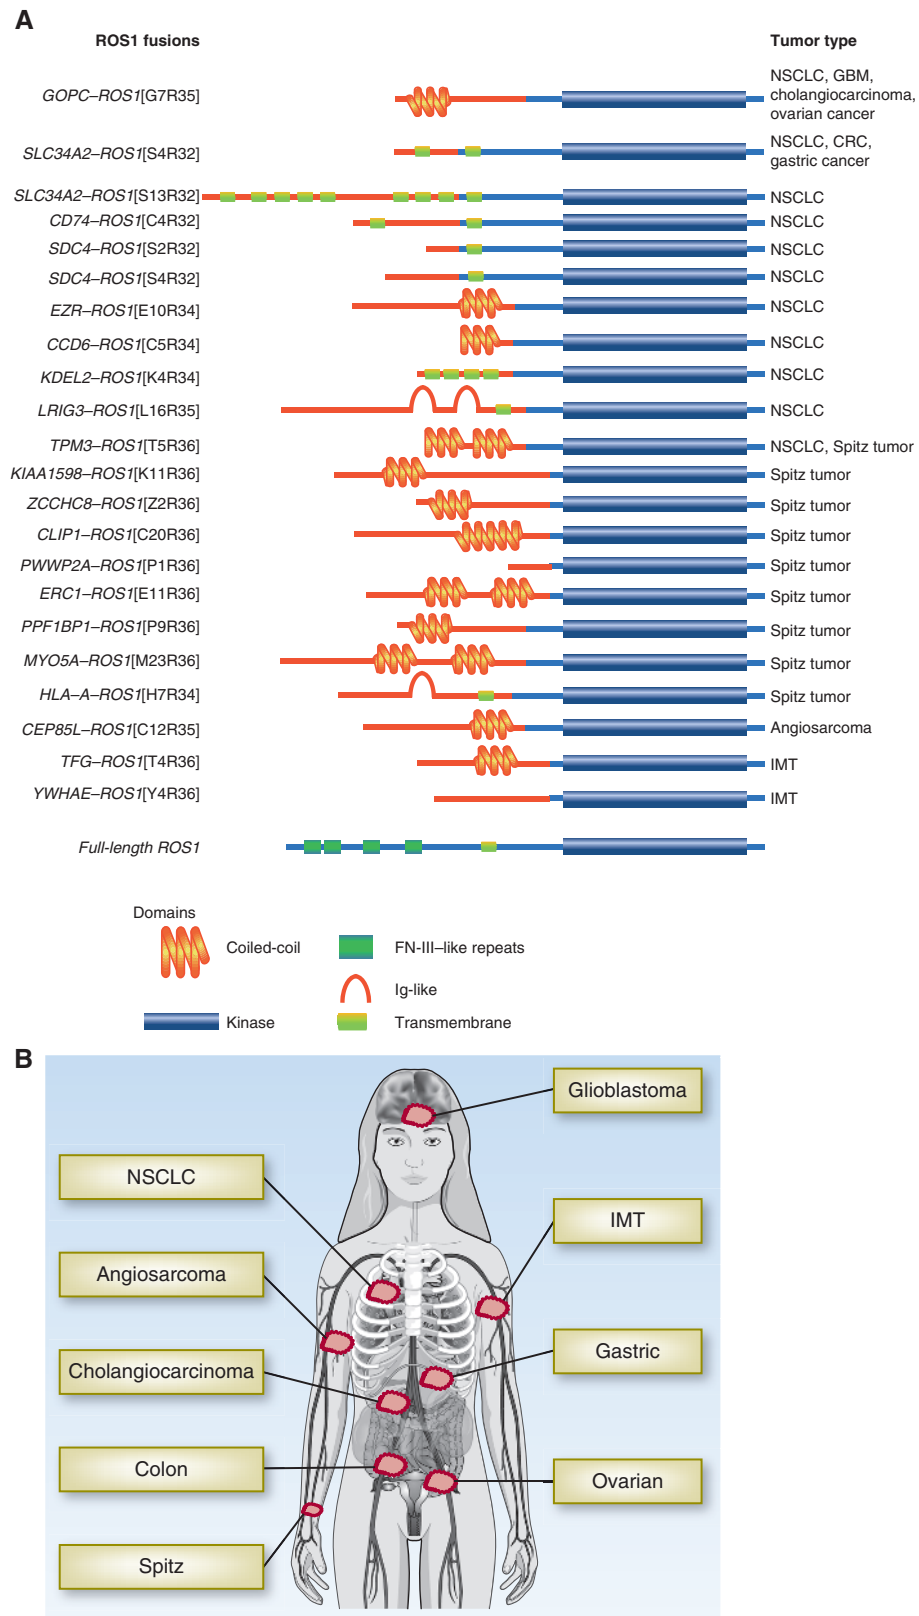 A
ROS1 fusions
Tumor type
GOPC–ROS1[G7R35]
NSCLC, GBM,
cholangiocarcinoma,
ovarian cancer
SLC34A2–ROS1[S4R32]
NSCLC, CRC,
gastric cancer
SLC34A2–ROS1[S13R32]
NSCLC
CD74–ROS1[C4R32]
NSCLC
SDC4–ROS1[S2R32]
NSCLC
SDC4–ROS1[S4R32]
NSCLC
EZR–ROS1[E10R34]
NSCLC
CCD6–ROS1[C5R34]
NSCLC
KDEL2–ROS1[K4R34]
NSCLC
LRIG3–ROS1[L16R35]
NSCLC
TPM3–ROS1[T5R36]
NSCLC, Spitz tumor
KIAA1598–ROS1[K11R36]
Spitz tumor
ZCCHC8–ROS1[Z2R36]
Spitz tumor
CLIP1–ROS1[C20R36]
Spitz tumor
PWWP2A–ROS1[P1R36]
Spitz tumor
ERC1–ROS1[E11R36]
Spitz tumor
PPF1BP1–ROS1[P9R36]
Spitz tumor
MYO5A–ROS1[M23R36]
Spitz tumor
HLA–A–ROS1[H7R34]
Spitz tumor
CEP85L–ROS1[C12R35]
Angiosarcoma
TFG–ROS1[T4R36]
IMT
YWHAE–ROS1[Y4R36]
IMT
Full-length ROS1
Domains
Coiled-coil
FN-III–like repeats
Ig-like
Kinase
Transmembrane
B
Glioblastoma
NSCLC
IMT
Angiosarcoma
Gastric
Cholangiocarcinoma
Colon
Ovarian
Spitz